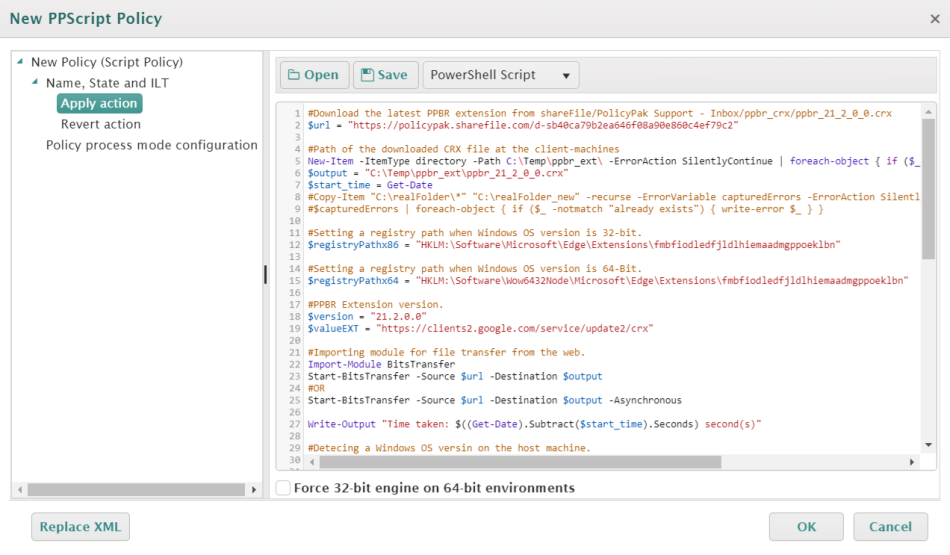 New PPScript Policy
×
New Policy (Script Policy)
Name, State and ILT
Apply action
Revert action
Policy process mode configuration
Open
Save
PowerShell Script
1 #Download the latest PPBR extension from shareFile/PolicyPak Support - Inbox/ppbr_crx/ppbr_21_2_0_0.crx
2 $url = "https://policypak.sharefile.com/d-sb40ca79b2ea646f08a90e860c4ef79c2"
3
4 #Path of the downloaded CRX file at the client-machines
5 New-Item -ItemType directory -Path C:\Temp\ppbr_ext\ -ErrorAction SilentlyContinue | foreach-object { if ($_
6 $output = "C:\Temp\ppbr_ext\ppbr_21_2_0_0.crx"
7 $start_time = Get-Date
8 #Copy-Item "C:\realFolder\*" "C:\realFolder_new" -recurse -ErrorVariable capturedErrors -ErrorAction Silentl
9 #$capturedErrors | foreach-object { if ($_ -notmatch "already exists") { write-error $_ } }
10
11 #Setting a registry path when Windows OS version is 32-bit.
12 $registryPathx86 = "HKLM:\Software\Microsoft\Edge\Extensions\fmbfiodledfjldlhiemaadmgppoeklbn"
13
14 #Setting a registry path when Windows OS version is 64-Bit.
15 $registryPathx64 = "HKLM:\Software\Wow6432Node\Microsoft\Edge\Extensions\fmbfiodledfjldlhiemaadmgppoeklbn"
16
17 #PPBR Extension version.
18 $version = "21.2.0.0"
19 $valueEXT = "https://clients2.google.com/service/update2/crx"
20
21 #Importing module for file transfer from the web.
22 Import-Module BitsTransfer
23 Start-BitsTransfer -Source $url -Destination $output
24 #OR
25 Start-BitsTransfer -Source $url -Destination $output -Asynchronous
26
27 Write-Output "Time taken: $((Get-Date).Subtract($start_time).Seconds) second(s)"
28
29 #Detecing a Windows OS versin on the host machine.
30
Force 32-bit engine on 64-bit environments
Replace XML
OK
Cancel